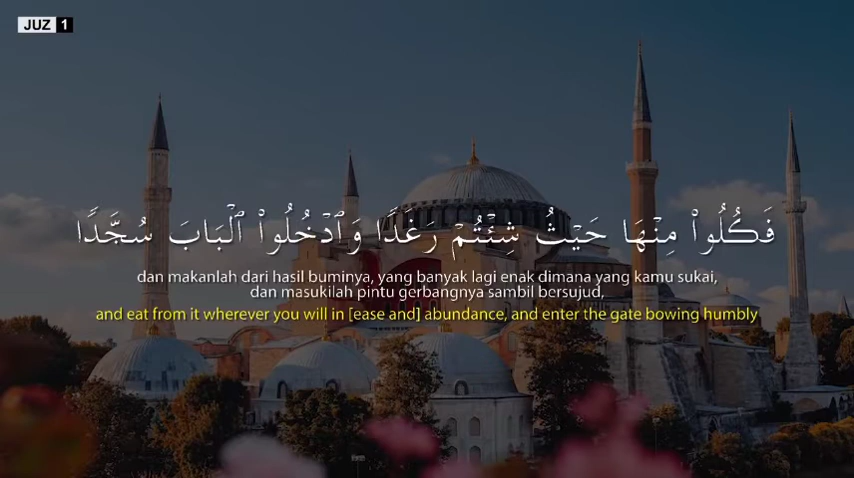 JUZ 1
فَكُلُوا۟ مِنْهَا حَيْثُ شِئْتُمْ رَغَدًا وَٱدْخُلُوا۟ ٱلْبَابَ سُجَّدًا
dan makanlah dari hasil buminya, yang banyak lagi enak dimana yang kamu sukai,
dan masukilah pintu gerbangnya sambil bersujud,
and eat from it wherever you will in [ease and] abundance, and enter the gate bowing humbly